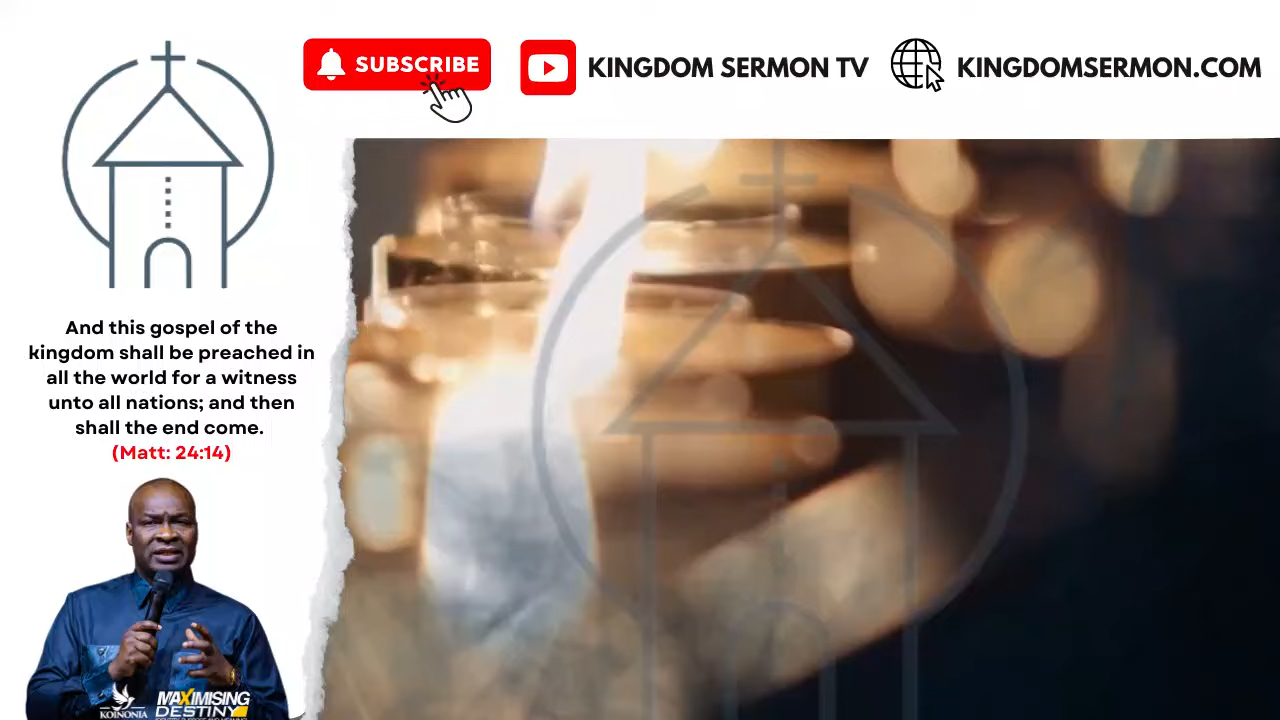 SUBSCRIBE
KINGDOM SERMON TV
KINGDOMSERMON.COM
And this gospel of the
kingdom shall be preached in
all the world for a witness
unto all nations; and then
shall the end come.
(Matt: 24:14)
KOINONIA
MAXIMISING
DESTINY